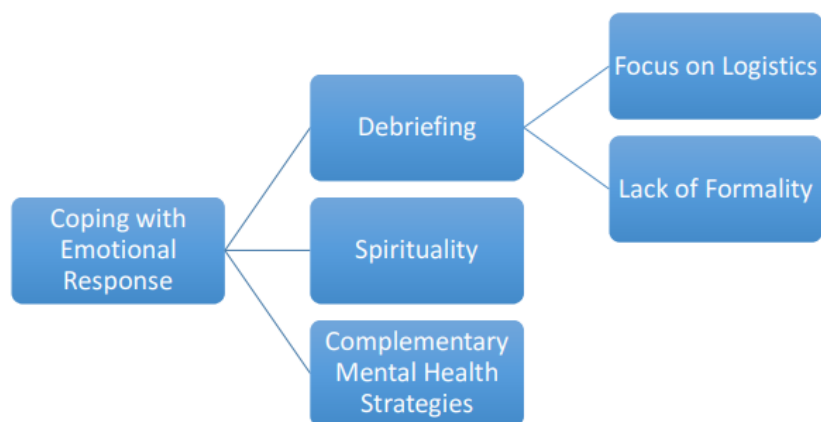 Coping with
Emotional
Response
Debriefing
Spirituality
Complementary
Mental Health
Strategies
Focus on Logistics
Lack of Formality